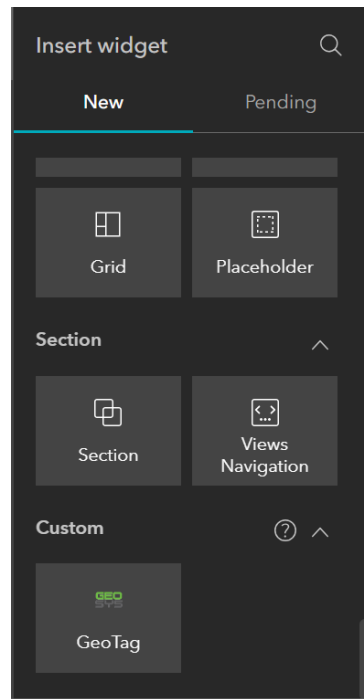 Insert widget
New
Pending
Grid
Placeholder
Section
Section
Views
Navigation
Custom
?
GEO
SYS
GeoTag